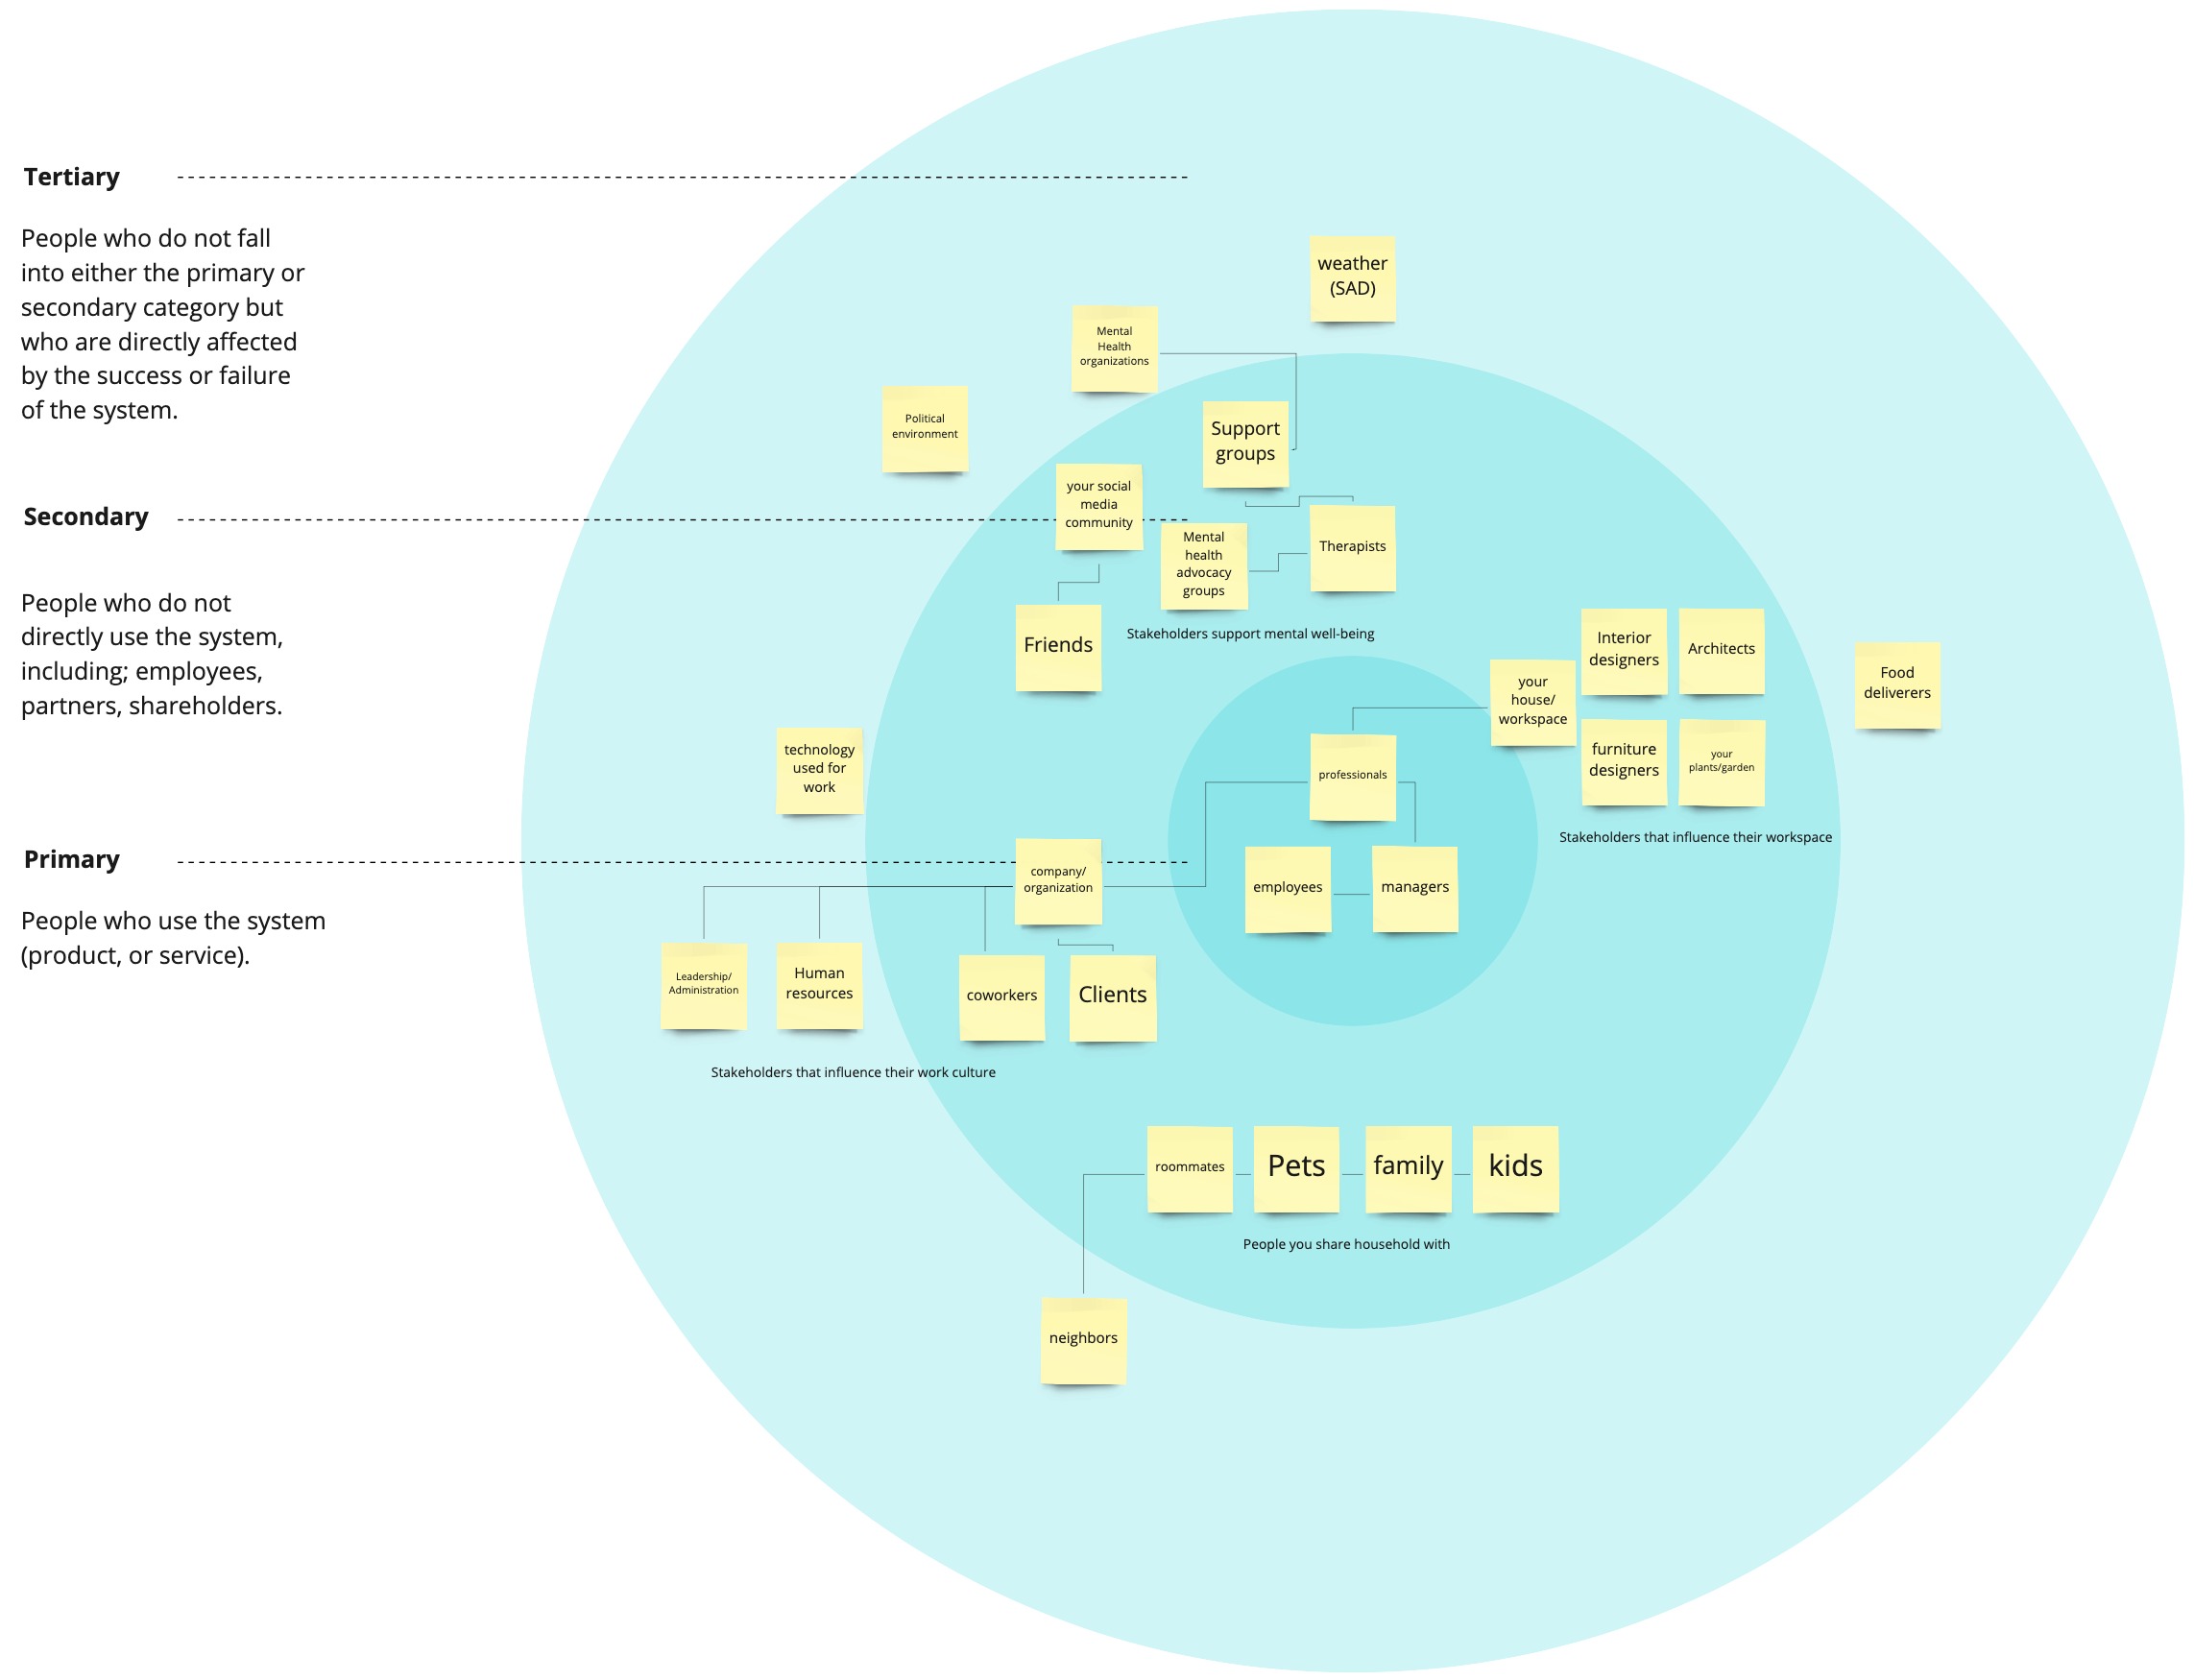 Tertiary
People who do not fall
into either the primary or
secondary category but
who are directly affected
by the success or failure
of the system.
Secondary
People who do not
directly use the system,
including; employees,
partners, shareholders.
Primary
People who use the system
(product, or service).
weather
(SAD)
Mental
Health
organizations
Political
environment
Support
groups
your social
media
community
Mental
health
advocacy
groups
Therapists
Friends
Stakeholders support mental well-being
your
house/
workspace
Interior
designers
Architects
furniture
designers
your
plants/garden
Stakeholders that influence their workspace
Food
deliverers
technology
used for
work
professionals
employees
managers
company/
organization
Leadership/
Administration
Human
resources
coworkers
Clients
Stakeholders that influence their work culture
roommates
Pets
family
kids
People you share household with
neighbors